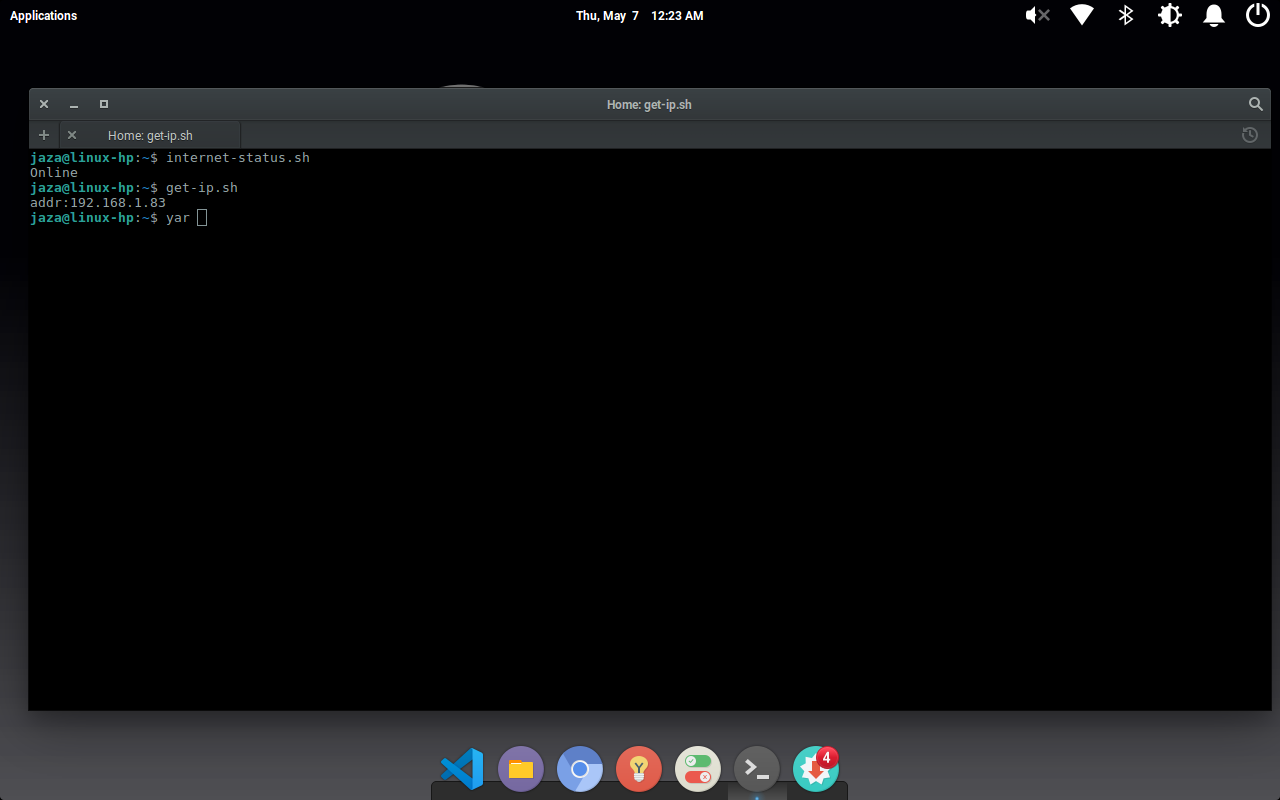 Applications
Thu, May 7 12:23 AM
Home: get-ip.sh
Home: get-ip.sh
jaza@linux-hp:~$ internet-status.sh
Online
jaza@linux-hp:~$ get-ip.sh
addr:192.168.1.83
jaza@linux-hp:~$ yar
4